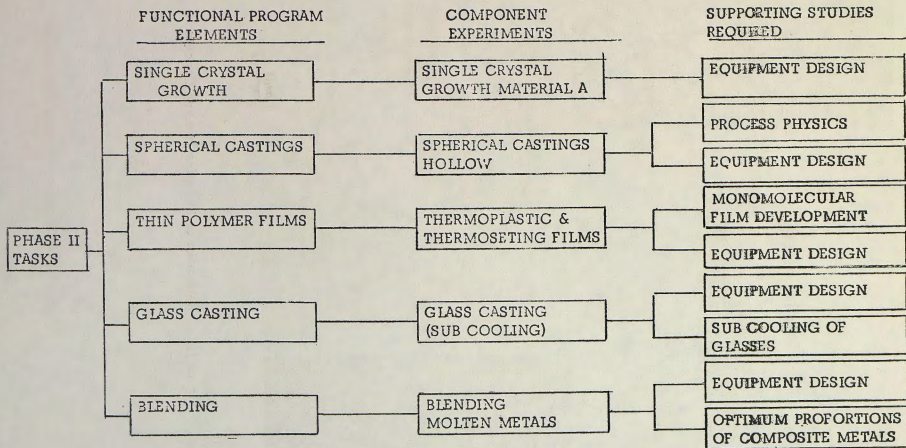 FUNCTIONAL PROGRAM
ELEMENTS
COMPONENT
EXPERIMENTS
SUPPORTING STUDIES
REQUIRED
PHASE II
TASKS
SINGLE CRYSTAL
GROWTH
SINGLE CRYSTAL
GROWTH MATERIAL A
EQUIPMENT DESIGN
SPHERICAL CASTINGS
SPHERICAL CASTINGS
HOLLOW
PROCESS PHYSICS
EQUIPMENT DESIGN
THIN POLYMER FILMS
THERMOPLASTIC &
THERMOSETING FILMS
MONOMOLECULAR
FILM DEVELOPMENT
EQUIPMENT DESIGN
GLASS CASTING
GLASS CASTING
(SUB COOLING)
EQUIPMENT DESIGN
SUB COOLING OF
GLASSES
BLENDING
BLENDING
MOLTEN METALS
EQUIPMENT DESIGN
OPTIMUM PROPORTIONS
OF COMPOSITE METALS